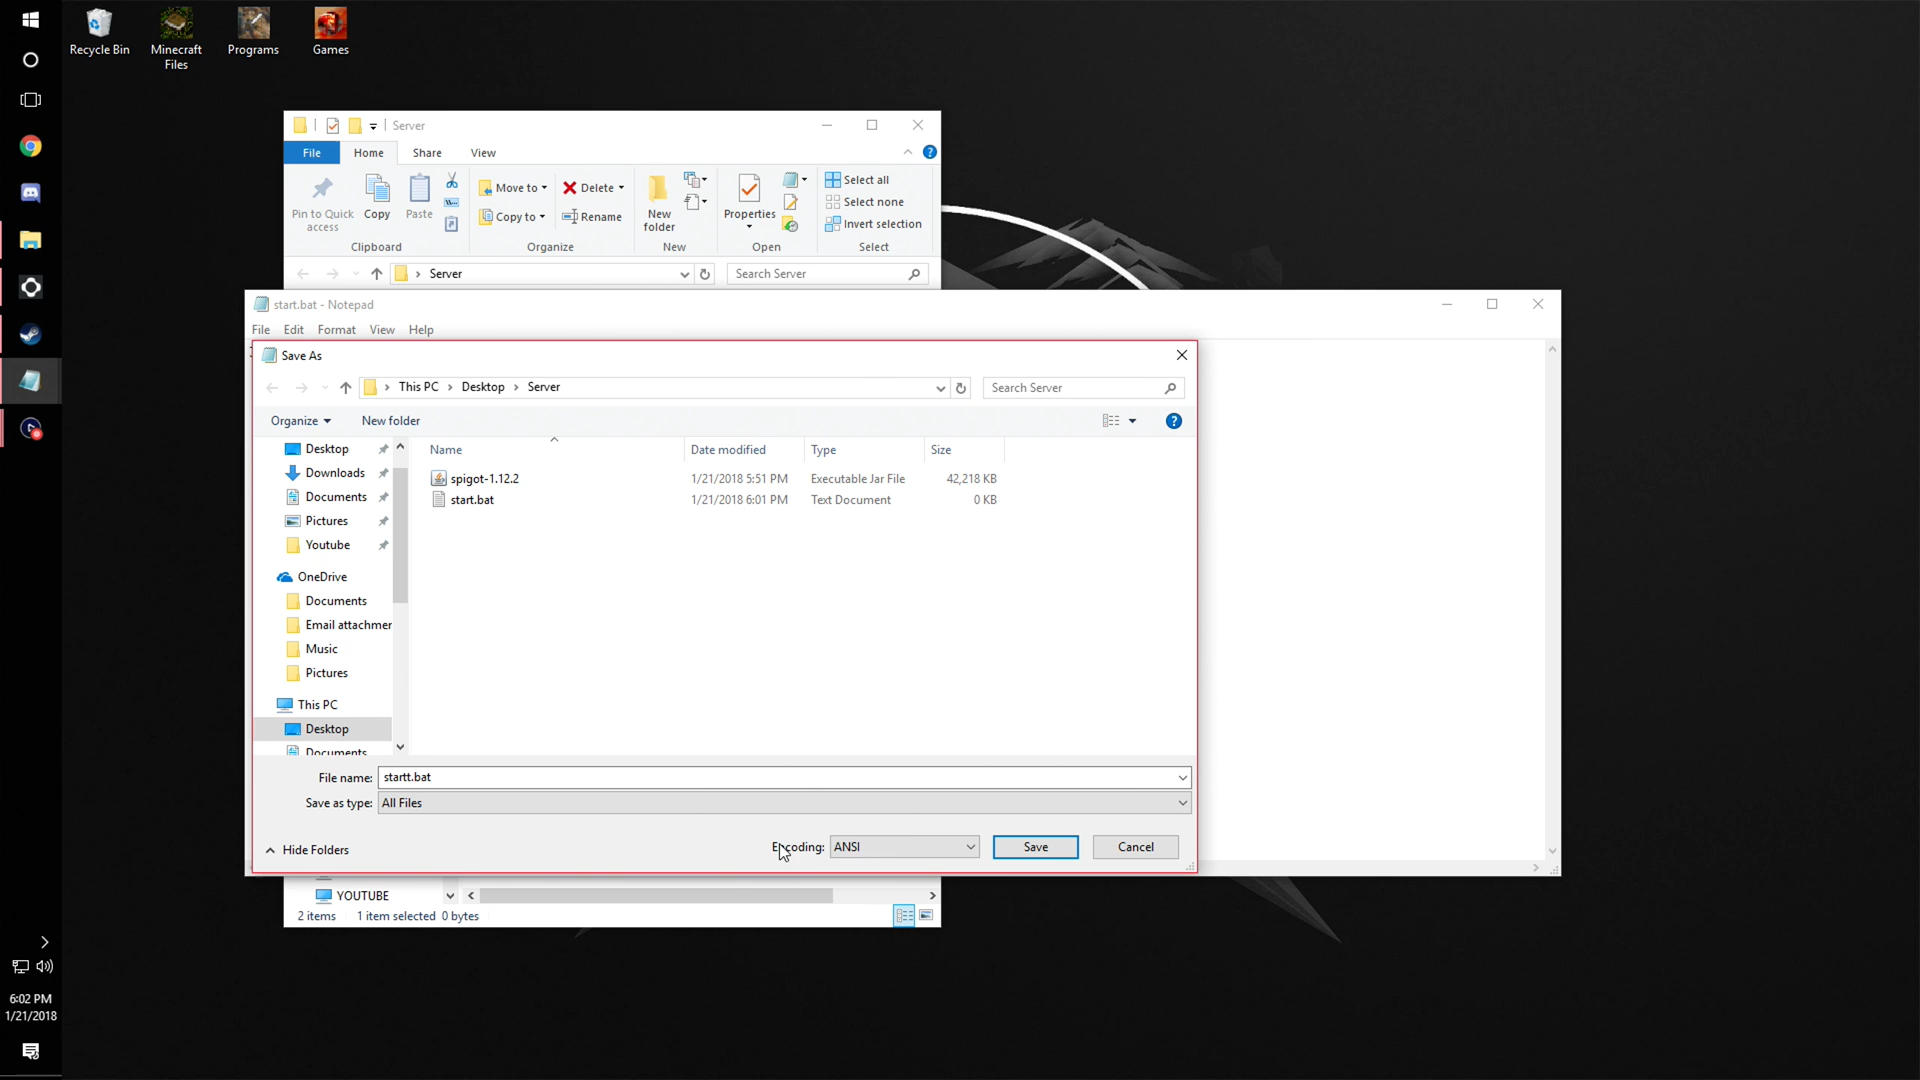 Recycle Bin
Minecraft
Files
Programs
Games
Server
File
Home
Share
View
Pin to Quick
access
Copy
Paste
Move to
Copy to
Delete
Rename
New
folder
Properties
Select all
Select none
Invert selection
Clipboard
Organize
New
Open
Select
Server
Search Server
start.bat - Notepad
File
Edit
Format
View
Help
Save As
This PC
Desktop
Server
Search Server
Organize
New folder
Name
Date modified
Type
Size
spigot-1.12.2
1/21/2018 5:51 PM
Executable Jar File
42,218 KB
start.bat
1/21/2018 6:01 PM
Text Document
0 KB
Desktop
Downloads
Documents
Pictures
Youtube
OneDrive
Documents
Email attachmen
Music
Pictures
This PC
Desktop
Documents
File name:
startt.bat
Save as type:
All Files
Hide Folders
Encoding:
ANSI
Save
Cancel
YOUTUBE
2 items
1 item selected 0 bytes
6:02 PM
1/21/2018